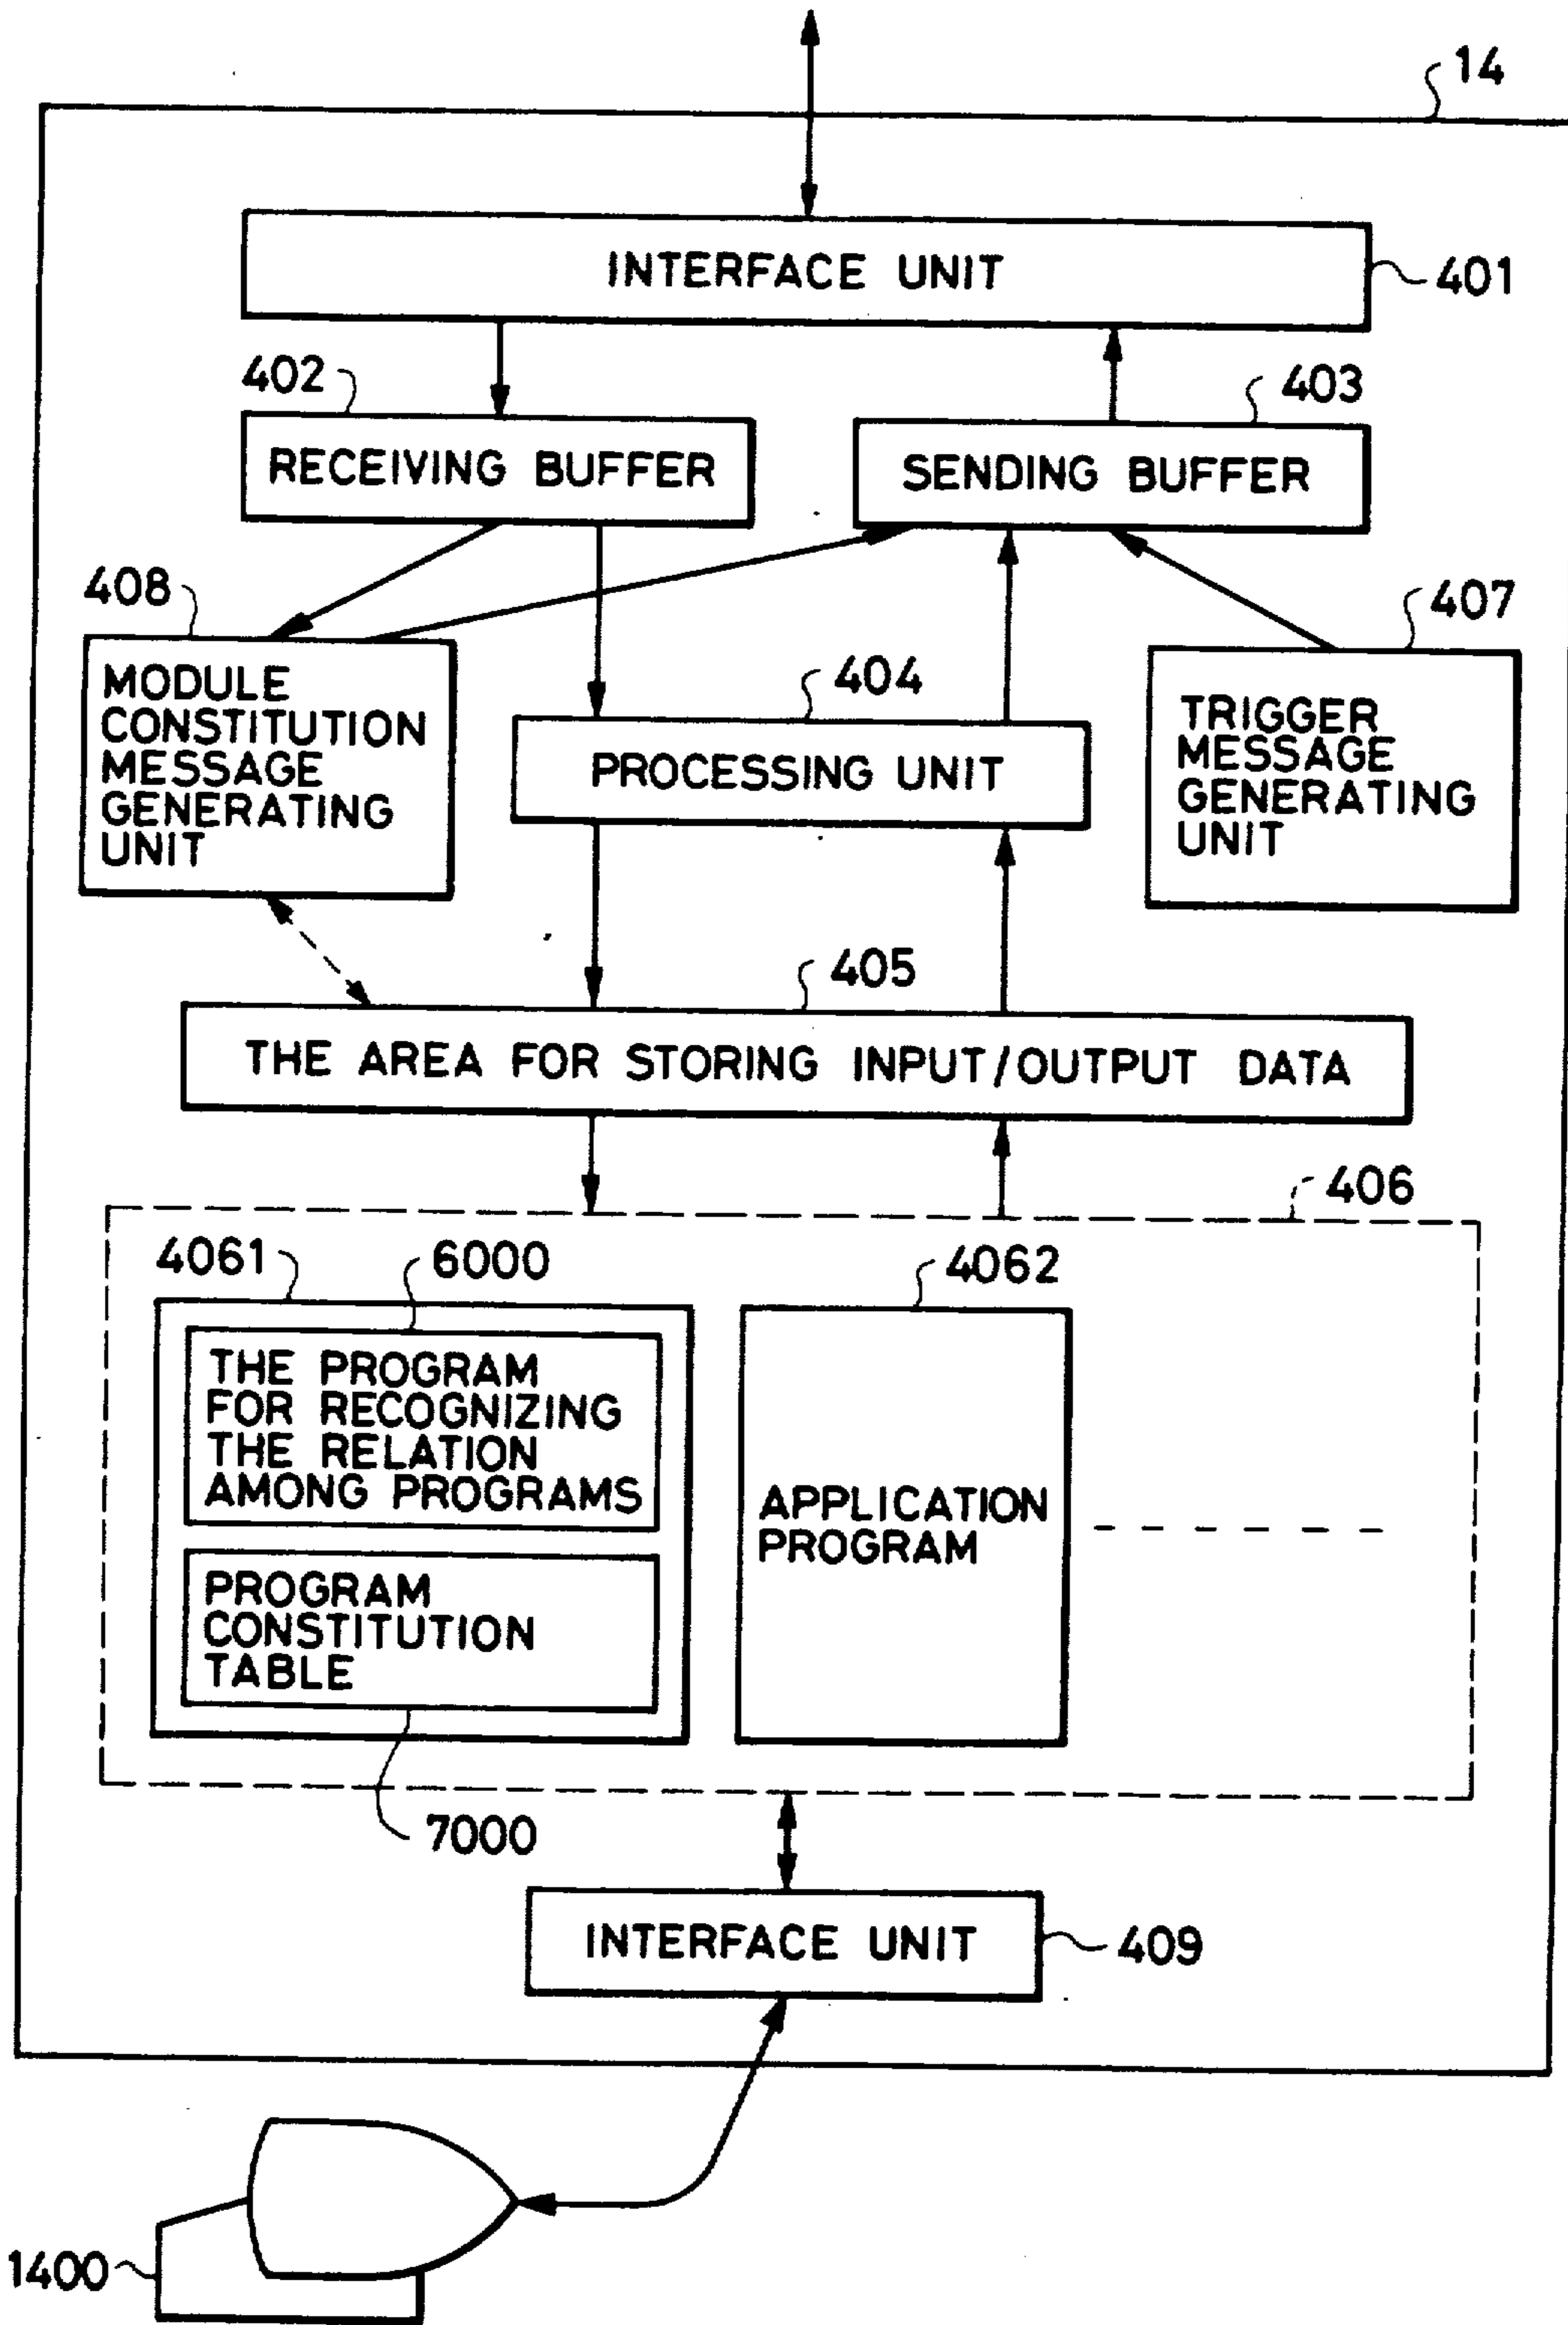 14
INTERFACE UNIT
401
402
403
RECEIVING BUFFER
SENDING BUFFER
408
407
MODULE
CONSTITUTION
MESSAGE
GENERATING
UNIT
404
PROCESSING UNIT
TRIGGER
MESSAGE
GENERATING
UNIT
405
THE AREA FOR STORING INPUT/OUTPUT DATA
406
4061
6000
4062
THE PROGRAM
FOR RECOGNIZING
THE RELATION
AMONG PROGRAMS
APPLICATION
PROGRAM
PROGRAM
CONSTITUTION
TABLE
7000
INTERFACE UNIT
409
1400